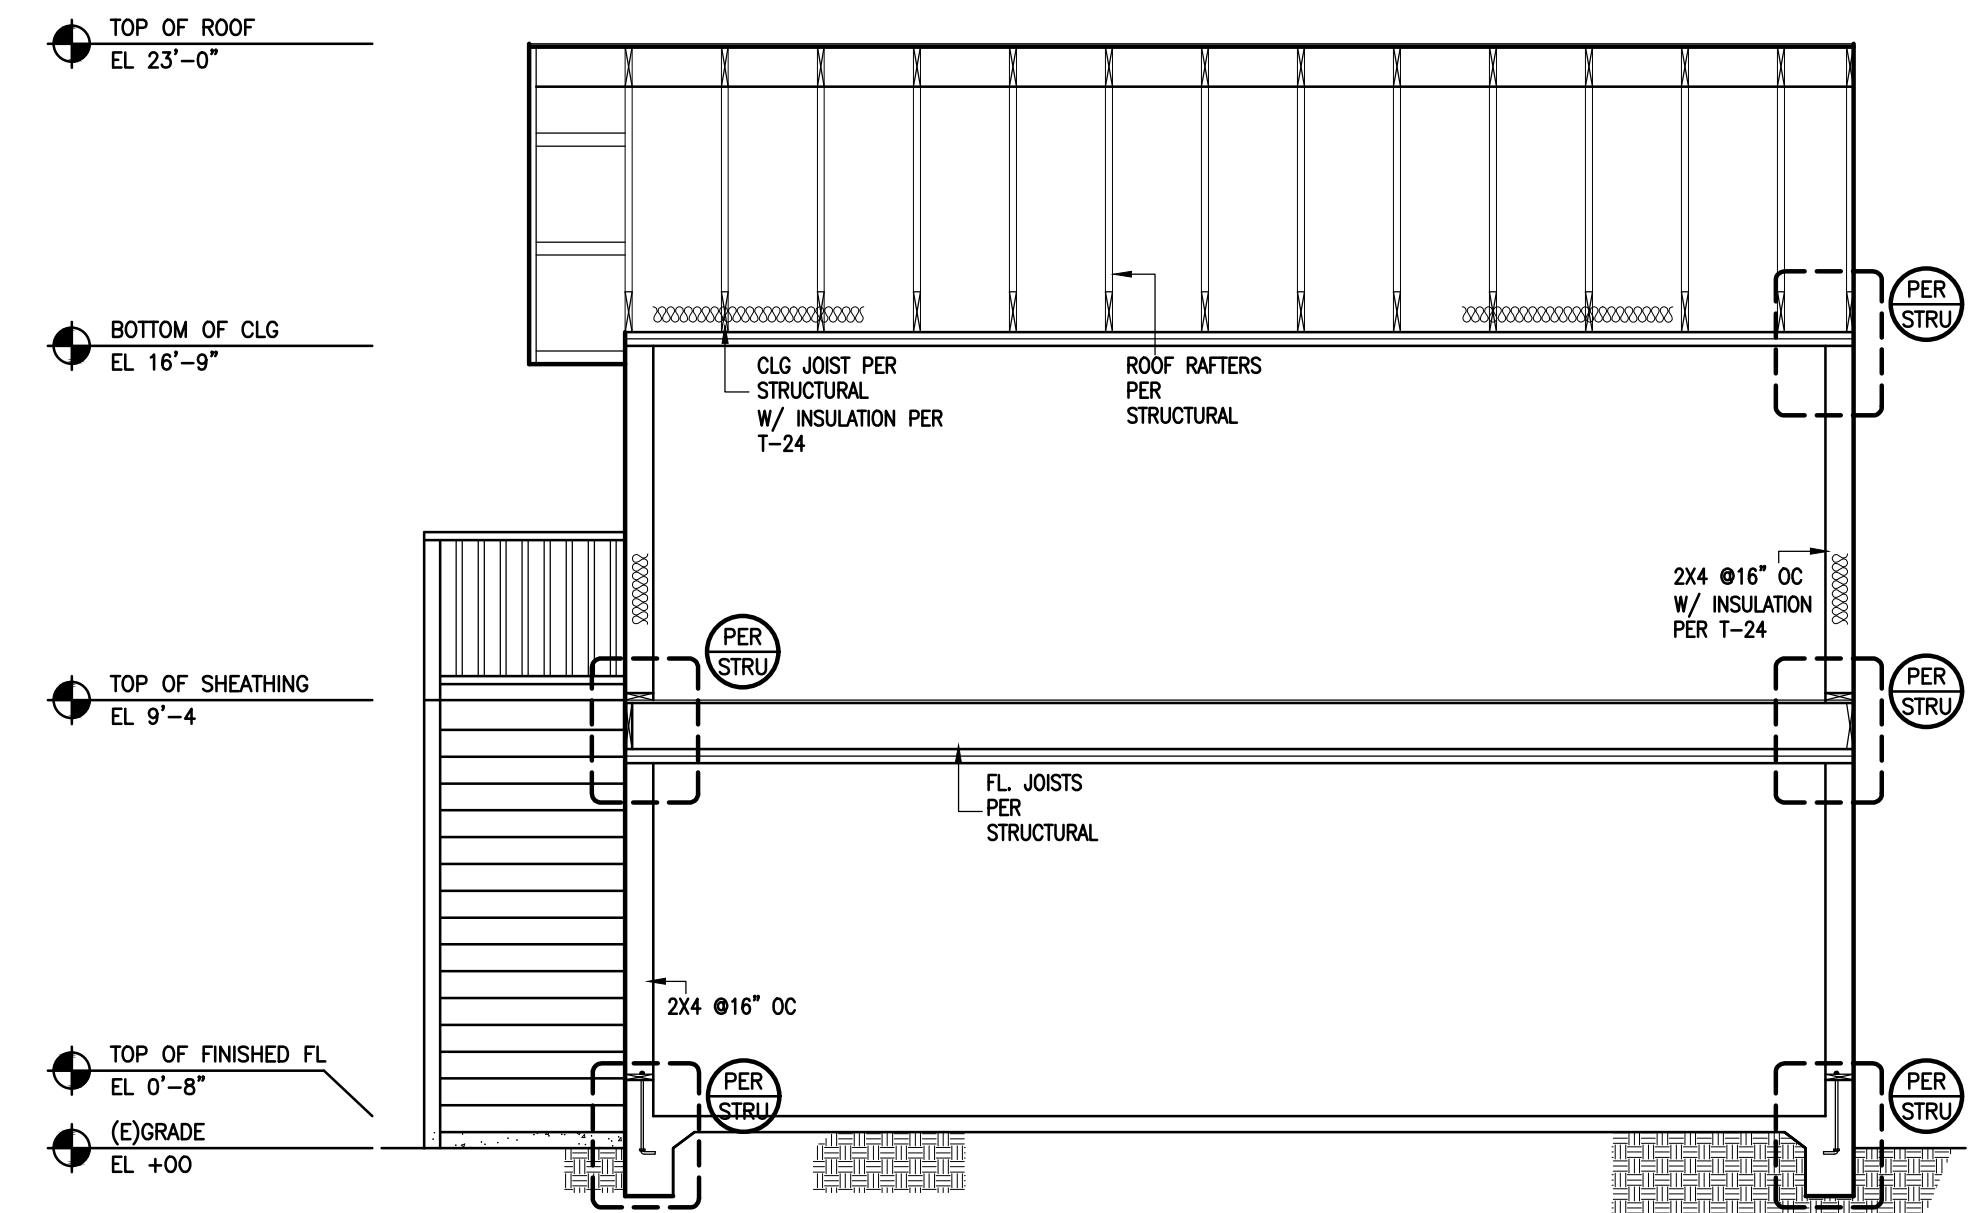 TOP OF ROOF
EL 23'-0"
BOTTOM OF CLG
EL 16'-9"
PER
STRU
CLG JOIST PER
STRUCTURAL
W/ INSULATION PER
T-24
ROOF RAFTERS
PER
STRUCTURAL
2X4 @16" OC
W/ INSULATION
PER T-24
PER
STRU
TOP OF SHEATHING
EL 9'-4
PER
STRU
FL. JOISTS
PER
STRUCTURAL
2X4 @16" OC
TOP OF FINISHED FL
EL 0'-8"
PER
STRU
PER
STRU
(E)GRADE
EL +00